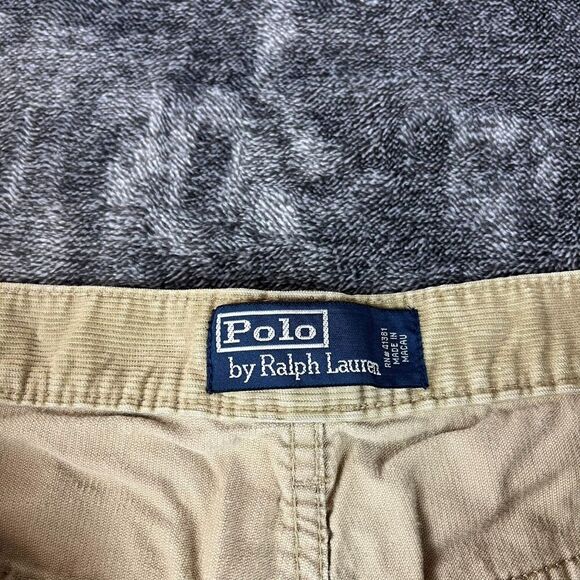 Polo
by Ralph Lauren
RN# 41381
MADE IN
MACAU